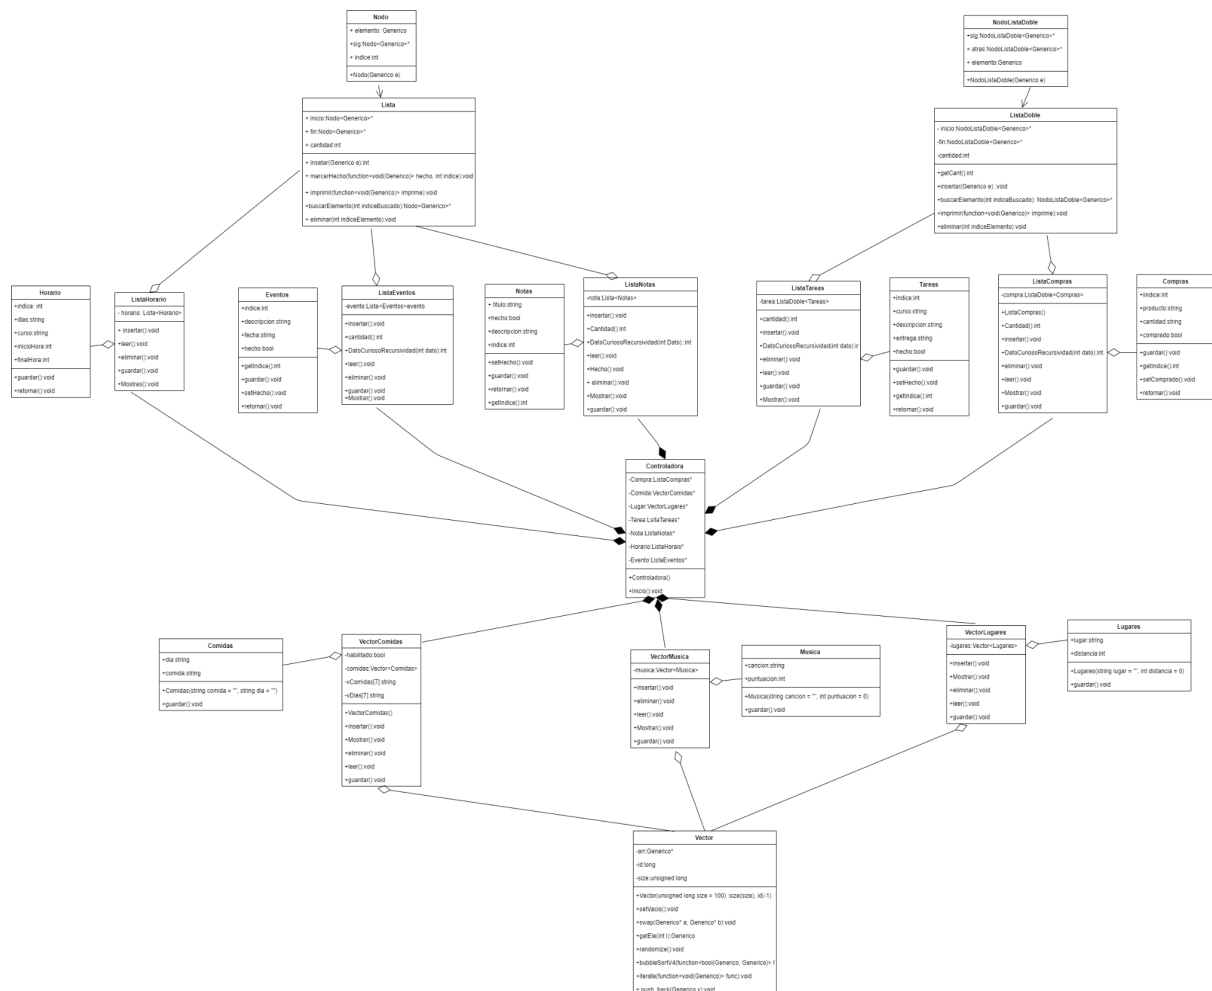 Nodo
+ elemento: Generico
+sig:Nodo<Generico>*
+ indice:int
+Nodo(Generico e)
NodoListaDoble
+sig:NodoListaDoble<Generico>*
+ atras:NodoListaDoble<Generico>*
+ elemento:Generico
+NodoListaDoble(Generico e)
Lista
+ inicio:Nodo<Generico>*
+ fin:Nodo<Generico>*
+ cantidad:int
+ insetar(Generico e):int
+ marcarHecho(function<void(Generico)> hecho, int indice):void
+ imprimir(function<void(Generico)> imprime):void
+buscarElemento(int indiceBuscado):Nodo<Generico>*
+ eliminar(int indiceElemento):void
ListaDoble
- inicio:NodoListaDoble<Generico>*
-fin:NodoListaDoble<Generico>*
-cantidad:int
+getCant():int
+insertar(Generico e) :void
+buscarElemento(int indiceBuscado): NodoListaDoble<Generico>*
+imprimir(function<void(Generico)> imprime):void
+eliminar(int indiceElemento):void
Horario
+indice: int
+dias:string
+curso:string
+inicioHora:int
+finalHora:int
+guardar():void
+retornar():void
ListaHorario
- horario: Lista<Horario>
+ insertar():void
+leer():void
+eliminar():void
+guardar():void
+Mostras():void
Eventos
+indice:int
+descripcion:string
+fecha:string
+hecho:bool
+getIndice():int
+guardar():void
+setHecho():void
+retornar():void
ListaEventos
-evento:Lista<Eventos>evento
+insertar():void
+cantidad():int
+DatoCuriosoRecursividad(int dato):int
+leer():void
+eliminar():void
+guardar():void
+Mostrar():void
Notas
+ titulo:string
+hecho:bool
+descripcion:string
+indice:int
+setHecho():void
+guardar():void
+retornar():void
+getIndice():int
ListaNotas
-nota:Lista<Notas>
+insertar():void
+Cantidad():int
+DatoCuriosoRecursividad(int Dato):int
+leer():void
+Hecho():void
+ eliminar():void
+Mostrar():void
+guardar():void
ListaTareas
-tarea:ListaDoble<Tareas>
+cantidad():int
+insertar():void
+DatoCuriosoRecursividad(int dato):ir
+eliminar():void
+leer():void
+guardar():void
+Mostrar():void
Tareas
+indice:int
+curso:string
+descripcion:string
+entrega:string
+hecho:bool
+guardar():void
+setHecho():void
+getIndice():int
+retornar():void
ListaCompras
-compra:ListaDoble<Compras>
+ListaCompras()
+Cantidad():int
+insertar():void
+DatoCuriosoRecursividad(int dato):int
+eliminar():void
+leer():void
+Mostrar():void
+guardar():void
Compras
+indice:int
+producto:string
+cantidad:string
+comprado:bool
+guardar():void
+getIndice():int
+setComprado():void
+retornar():void
Controladora
-Compra:ListaCompras*
-Comida:VectorComidas*
-Lugar:VectorLugares*
-Tarea:LsitaTareas*
-Nota:ListaNotas*
-Horario:ListaHoraio*
-Evento:ListaEventos*
+Controladora()
+Inicio():void
Comidas
+dia:string
+comida:string
+Comidas(string comida = "", string dia = "")
+guardar():void
VectorComidas
-habilitado:bool
-comidas:Vector<Comidas>
-vComidas[7]:string
-vDias[7]:string
+VectorComidas()
+insertar():void
+Mostrar():void
+eliminar():void
+leer():void
+guardar():void
VectorMusica
-musica:Vector<Musica>
+insertar():void
+eliminar():void
+leer():void
+Mostrar():void
+guardar():void
Musica
+cancion:string
+puntuacion:int
+Musica(string cancion = "", int puntuacion = 0)
+guardar():void
VectorLugares
-lugares:Vector<Lugares>
+insertar():void
+Mostrar():void
+eliminar():void
+leer():void
+guardar():void
Lugares
+lugar:string
+distancia:int
+Lugares(string lugar = "", int distancia = 0)
+guardar():void
Vector
-arr:Generico*
-id:long
-size:unsigned long
+Vector(unsigned long size = 100) :size(size), id(-1)
+setVacio():void
+swap(Generico* a, Generico* b):void
+getEle(int i):Generico
+randomize():void
+bubbleSortV4(function<bool(Generico, Generico)> f
+iterate(function<void(Generico)> func):void
push_back(Generico v):void